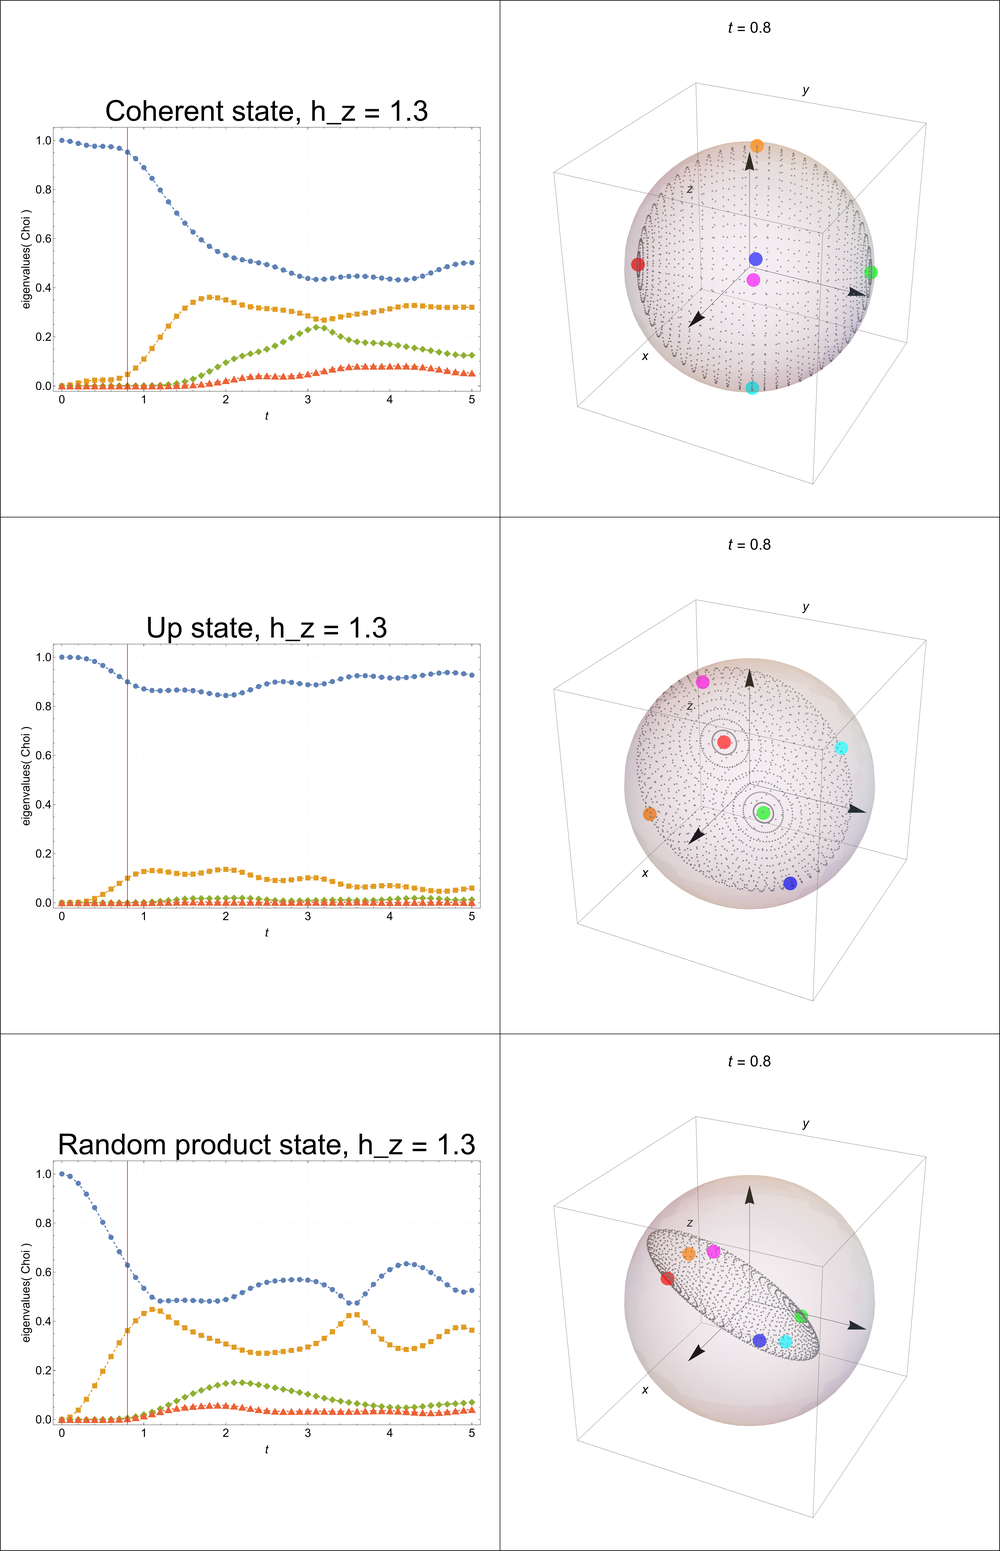 Coherent state, h_z = 1.3
1.0
0.8
0.6
0.4
0.2
0.0
eigenvalues( Choi )
0 1 2 3 4 5
t
t = 0.8
y
z
x
Up state, h_z = 1.3
1.0
0.8
0.6
0.4
0.2
0.0
eigenvalues( Choi )
0 1 2 3 4 5
t
t = 0.8
y
z
x
Random product state, h_z = 1.3
1.0
0.8
0.6
0.4
0.2
0.0
eigenvalues( Choi )
0 1 2 3 4 5
t
t = 0.8
y
z
x